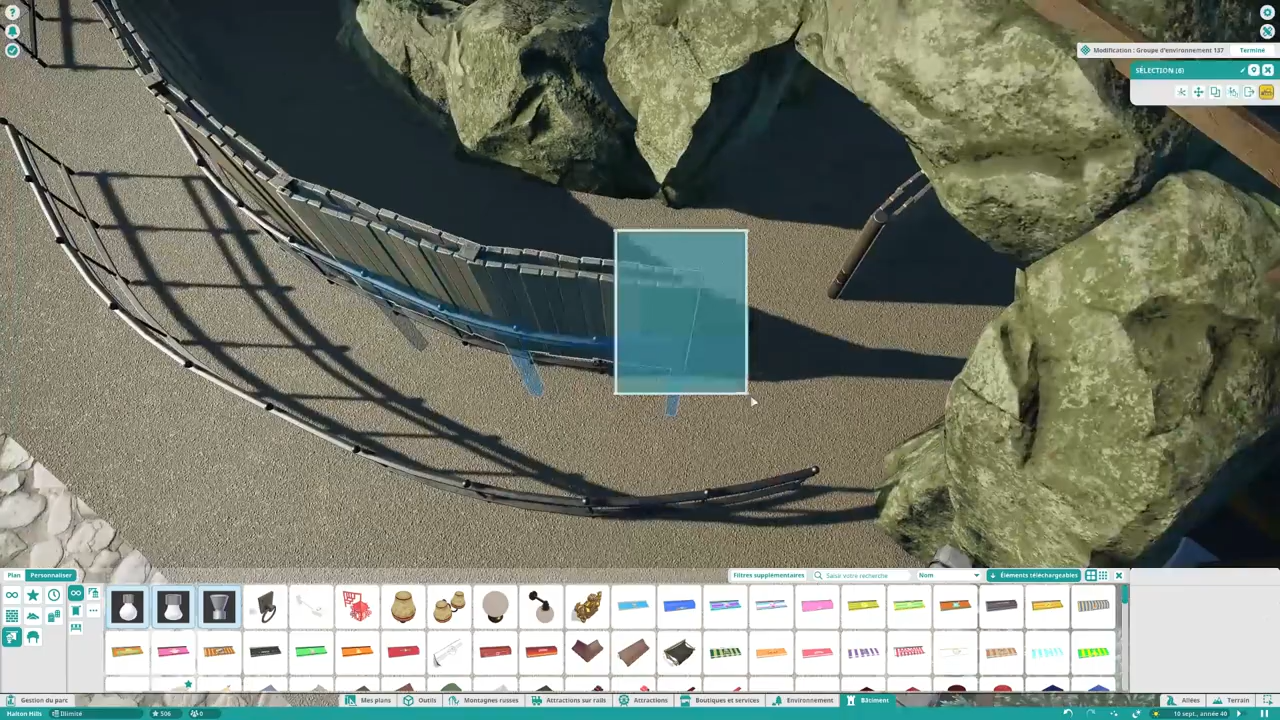 Modification : Groupe d'environnement 137
Terminé
SÉLECTION (6)
Plan
Personnaliser
Filtres supplémentaires
Saisir votre recherche
Nom
Éléments téléchargeables
Gestion du parc
Mes plans
Outils
Montagnes russes
Attractions sur rails
Attractions
Boutiques et services
Environnement
Bâtiment
Allées
Terrain
Halton Hills
Illimité
506
0
10 sept., année 49